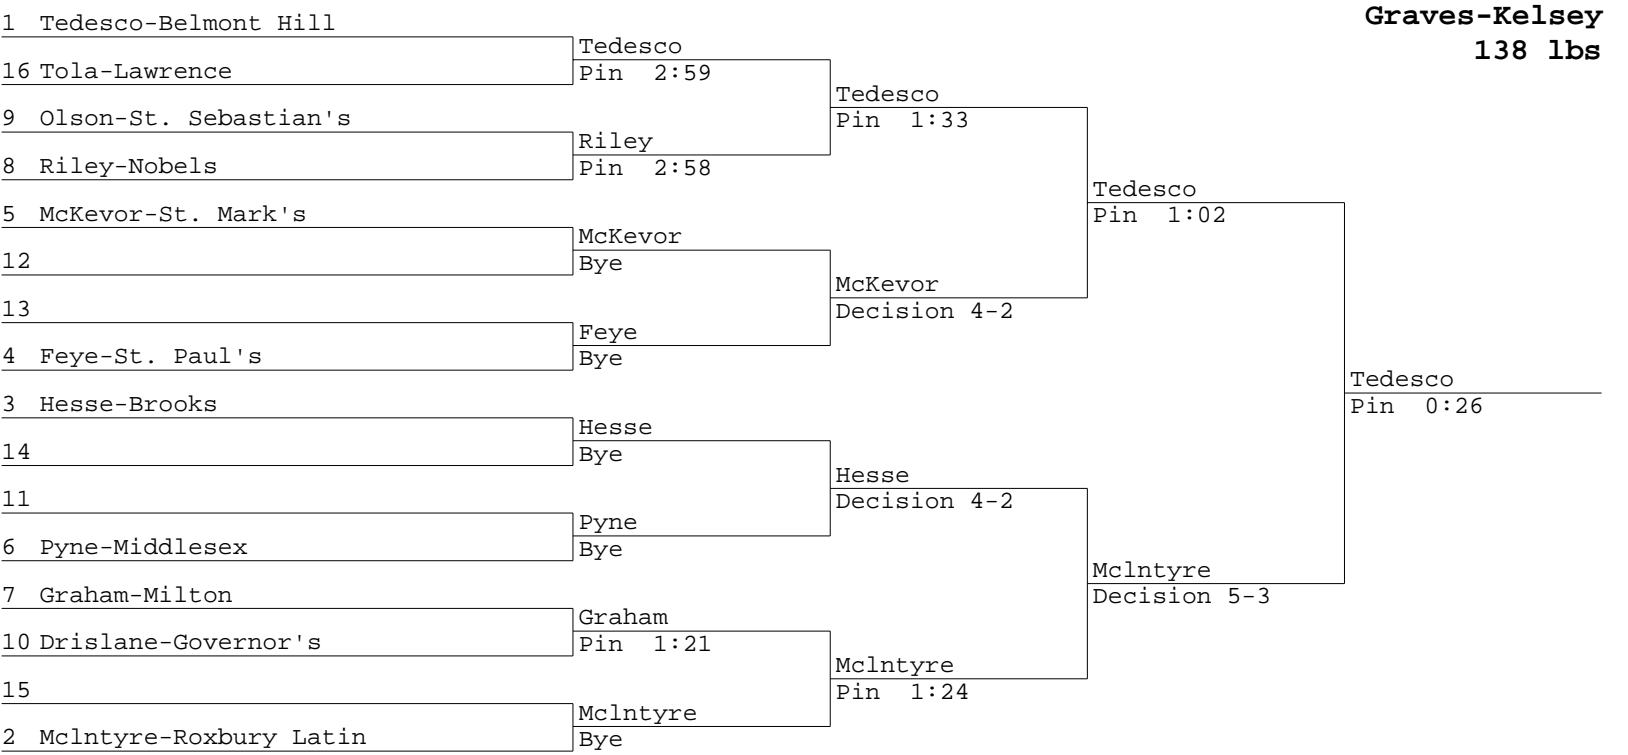 Graves-Kelsey
138 lbs
1 Tedesco-Belmont Hill
16 Tola-Lawrence
9 Olson-St. Sebastian's
8 Riley-Nobels
5 McKevor-St. Mark's
12
13
4 Feye-St. Paul's
3 Hesse-Brooks
14
11
6 Pyne-Middlesex
7 Graham-Milton
10 Drislane-Governor's
15
2 Mclntyre-Roxbury Latin
Tedesco
Pin 2:59
Riley
Pin 2:58
McKevor
Bye
Feye
Bye
Hesse
Bye
Pyne
Bye
Graham
Pin 1:21
Mclntyre
Bye
Tedesco
Pin 1:33
McKevor
Decision 4-2
Hesse
Decision 4-2
Mclntyre
Pin 1:24
Tedesco
Pin 1:02
Mclntyre
Decision 5-3
Tedesco
Pin 0:26